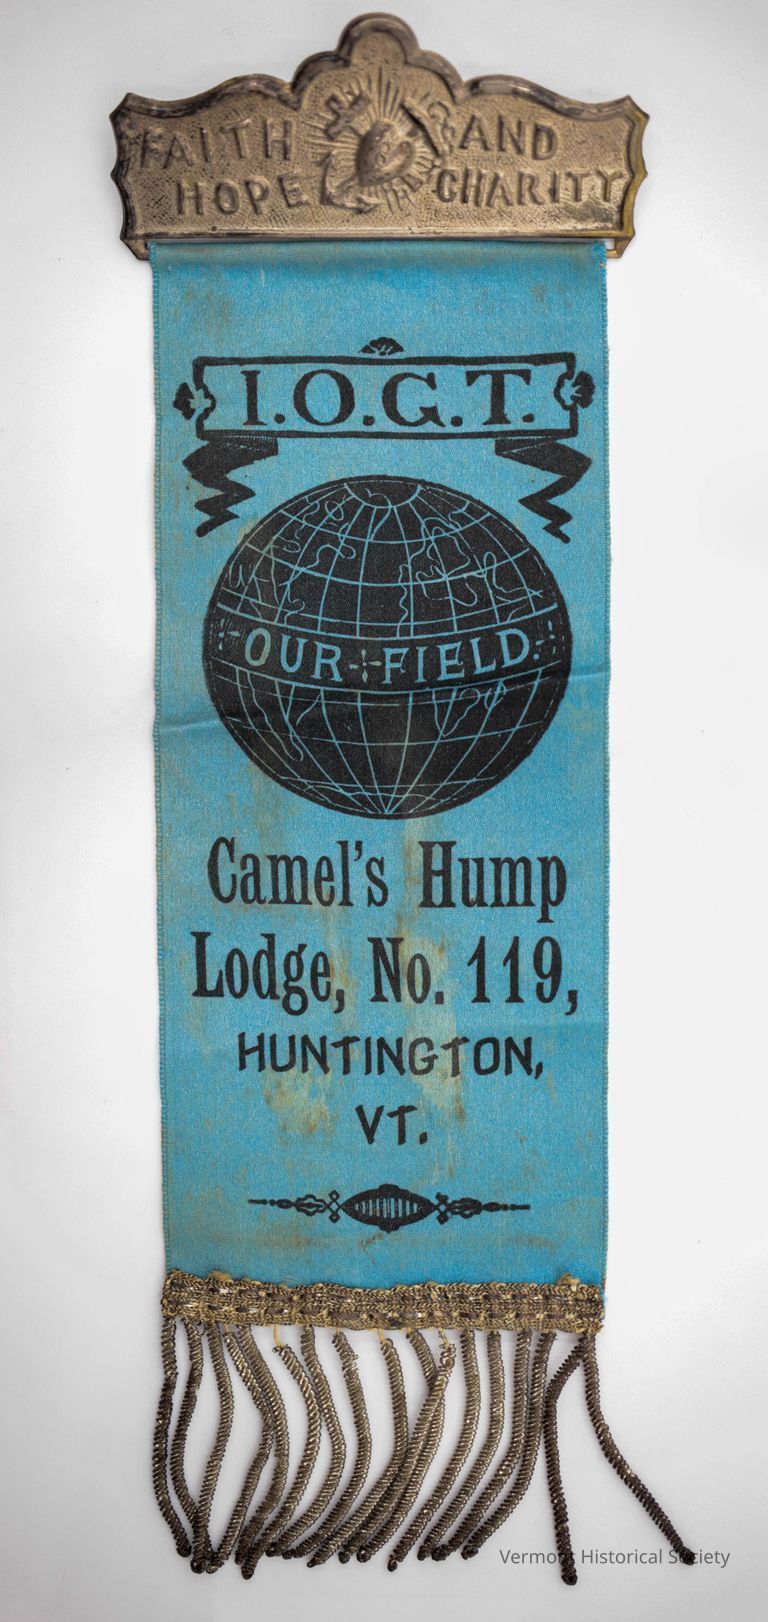 FAITH AND
HOPE CHARITY
I.O.G.T.
OUR FIELD
Camel's Hump
Lodge, No. 119,
HUNTINGTON,
VT.
Vermont Historical Society